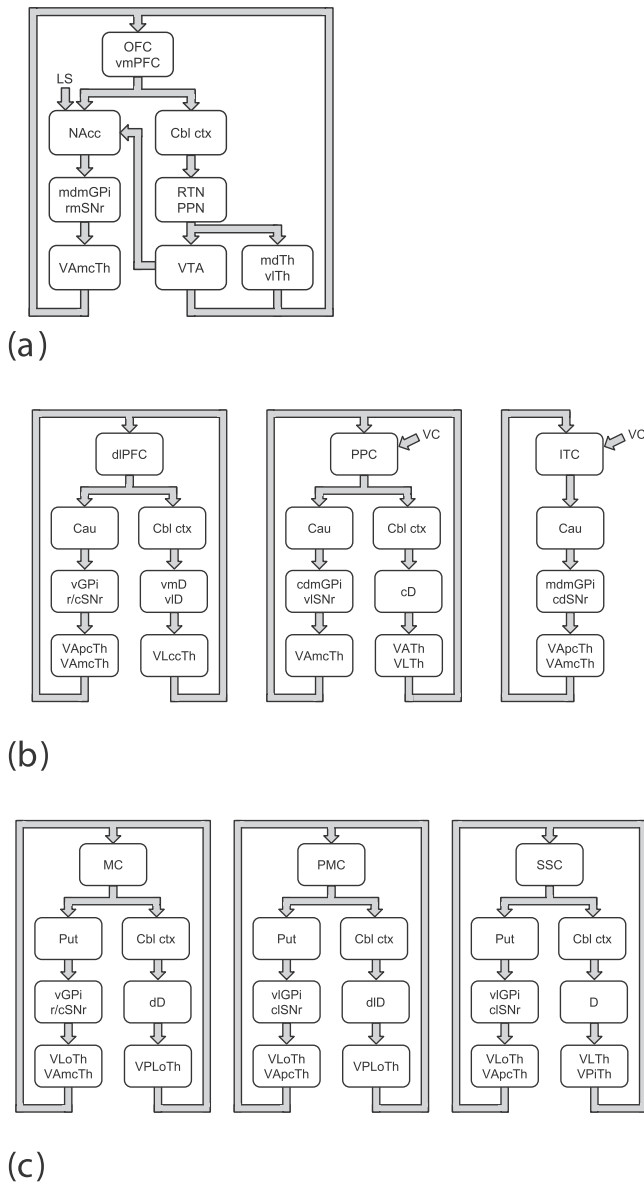 OFC
vmPFC
LS
NAcc
Cbl ctx
mdmGPi
rmSNr
RTN
PPN
VAmcTh
VTA
mdTh
vlTh
(a)
dlPFC
Cau
Cbl ctx
vGPi
r/cSNr
vmD
vlD
VApcTh
VAmcTh
VLccTh
PPC
VC
Cau
Cbl ctx
cdmGPi
vlSNr
cD
VAmcTh
VATh
VLTh
ITC
VC
Cau
mdmGPi
cdSNr
VApcTh
VAmcTh
(b)
MC
Put
Cbl ctx
vGPi
r/cSNr
dD
VLoTh
VAmcTh
VPLoTh
PMC
Put
Cbl ctx
vlGPi
clSNr
dlD
VLoTh
VApcTh
VPLoTh
SSC
Put
Cbl ctx
vlGPi
clSNr
D
VLoTh
VApcTh
VLTh
VPiTh
(c)